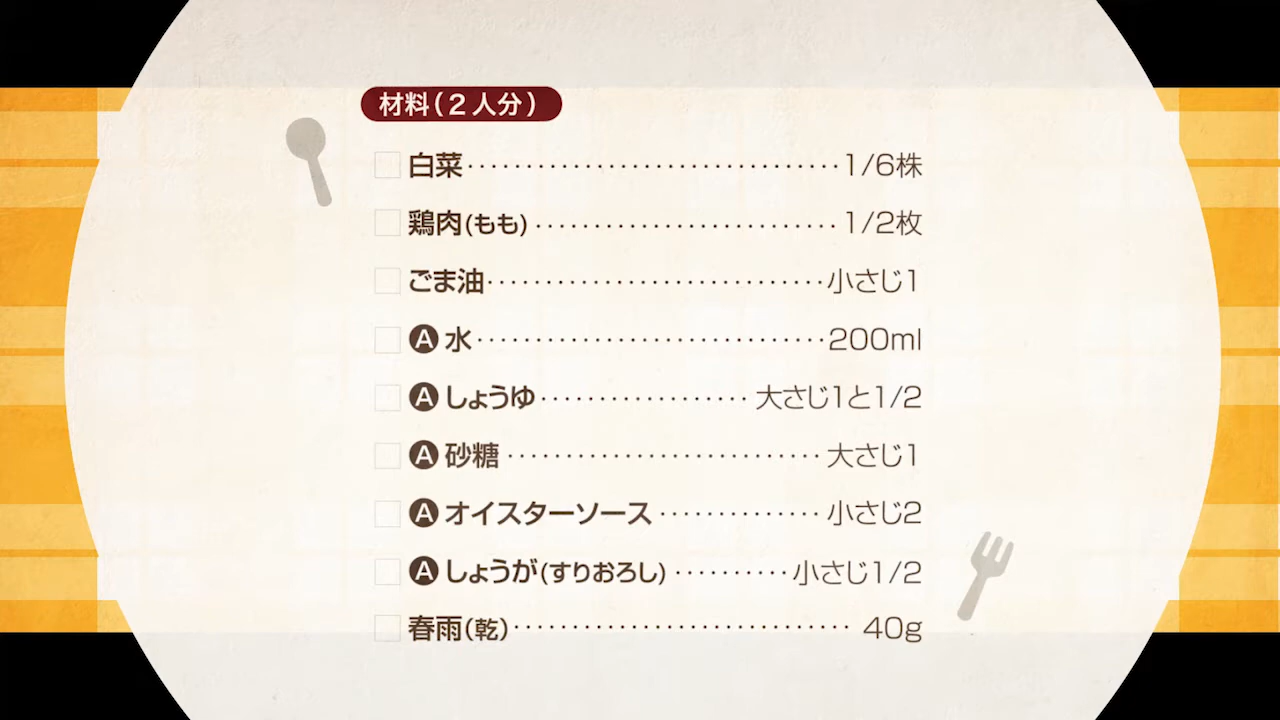 材料(2人分)
白菜……………………………1/6株
鶏肉(もも)………………………1/2枚
ごま油…………………………小さじ1
A 水……………………………200ml
A しょうゆ………………大さじ1と1/2
A 砂糖…………………………大さじ1
A オイスターソース……………小さじ2
A しょうが(すりおろし)…………小さじ1/2
春雨(乾)……………………………40g